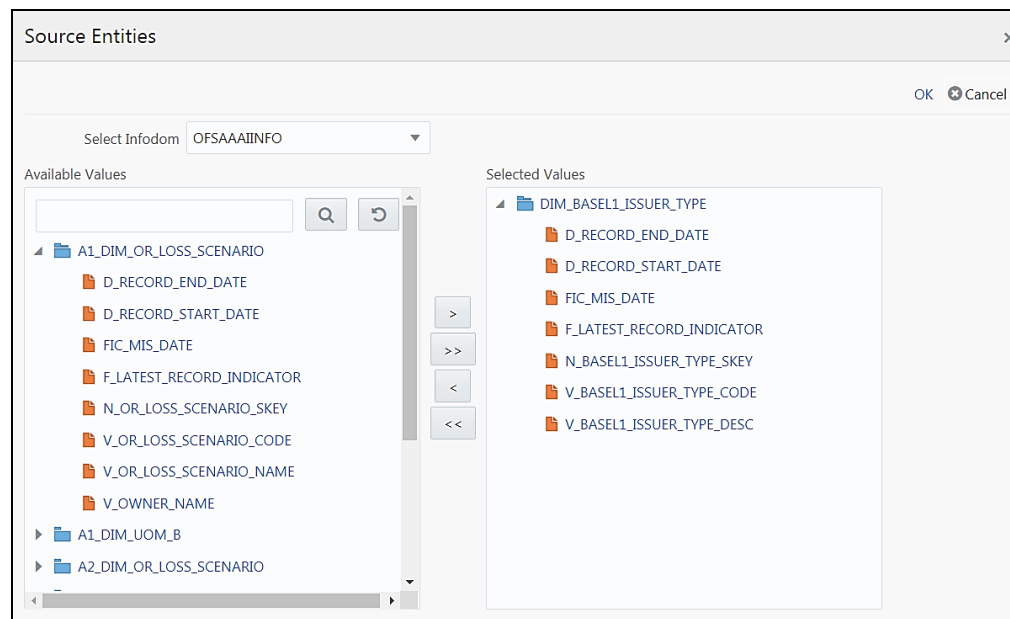 Source Entities
×
OK Cancel
Select Infodom OFSAAAIINFO
Available Values
A1_DIM_OR_LOSS_SCENARIO
D_RECORD_END_DATE
D_RECORD_START_DATE
FIC_MIS_DATE
F_LATEST_RECORD_INDICATOR
N_OR_LOSS_SCENARIO_SKEY
V_OR_LOSS_SCENARIO_CODE
V_OR_LOSS_SCENARIO_NAME
V_OWNER_NAME
A1_DIM_UOM_B
A2_DIM_OR_LOSS_SCENARIO
>
>>
<
<<
Selected Values
DIM_BASEL1_ISSUER_TYPE
D_RECORD_END_DATE
D_RECORD_START_DATE
FIC_MIS_DATE
F_LATEST_RECORD_INDICATOR
N_BASEL1_ISSUER_TYPE_SKEY
V_BASEL1_ISSUER_TYPE_CODE
V_BASEL1_ISSUER_TYPE_DESC